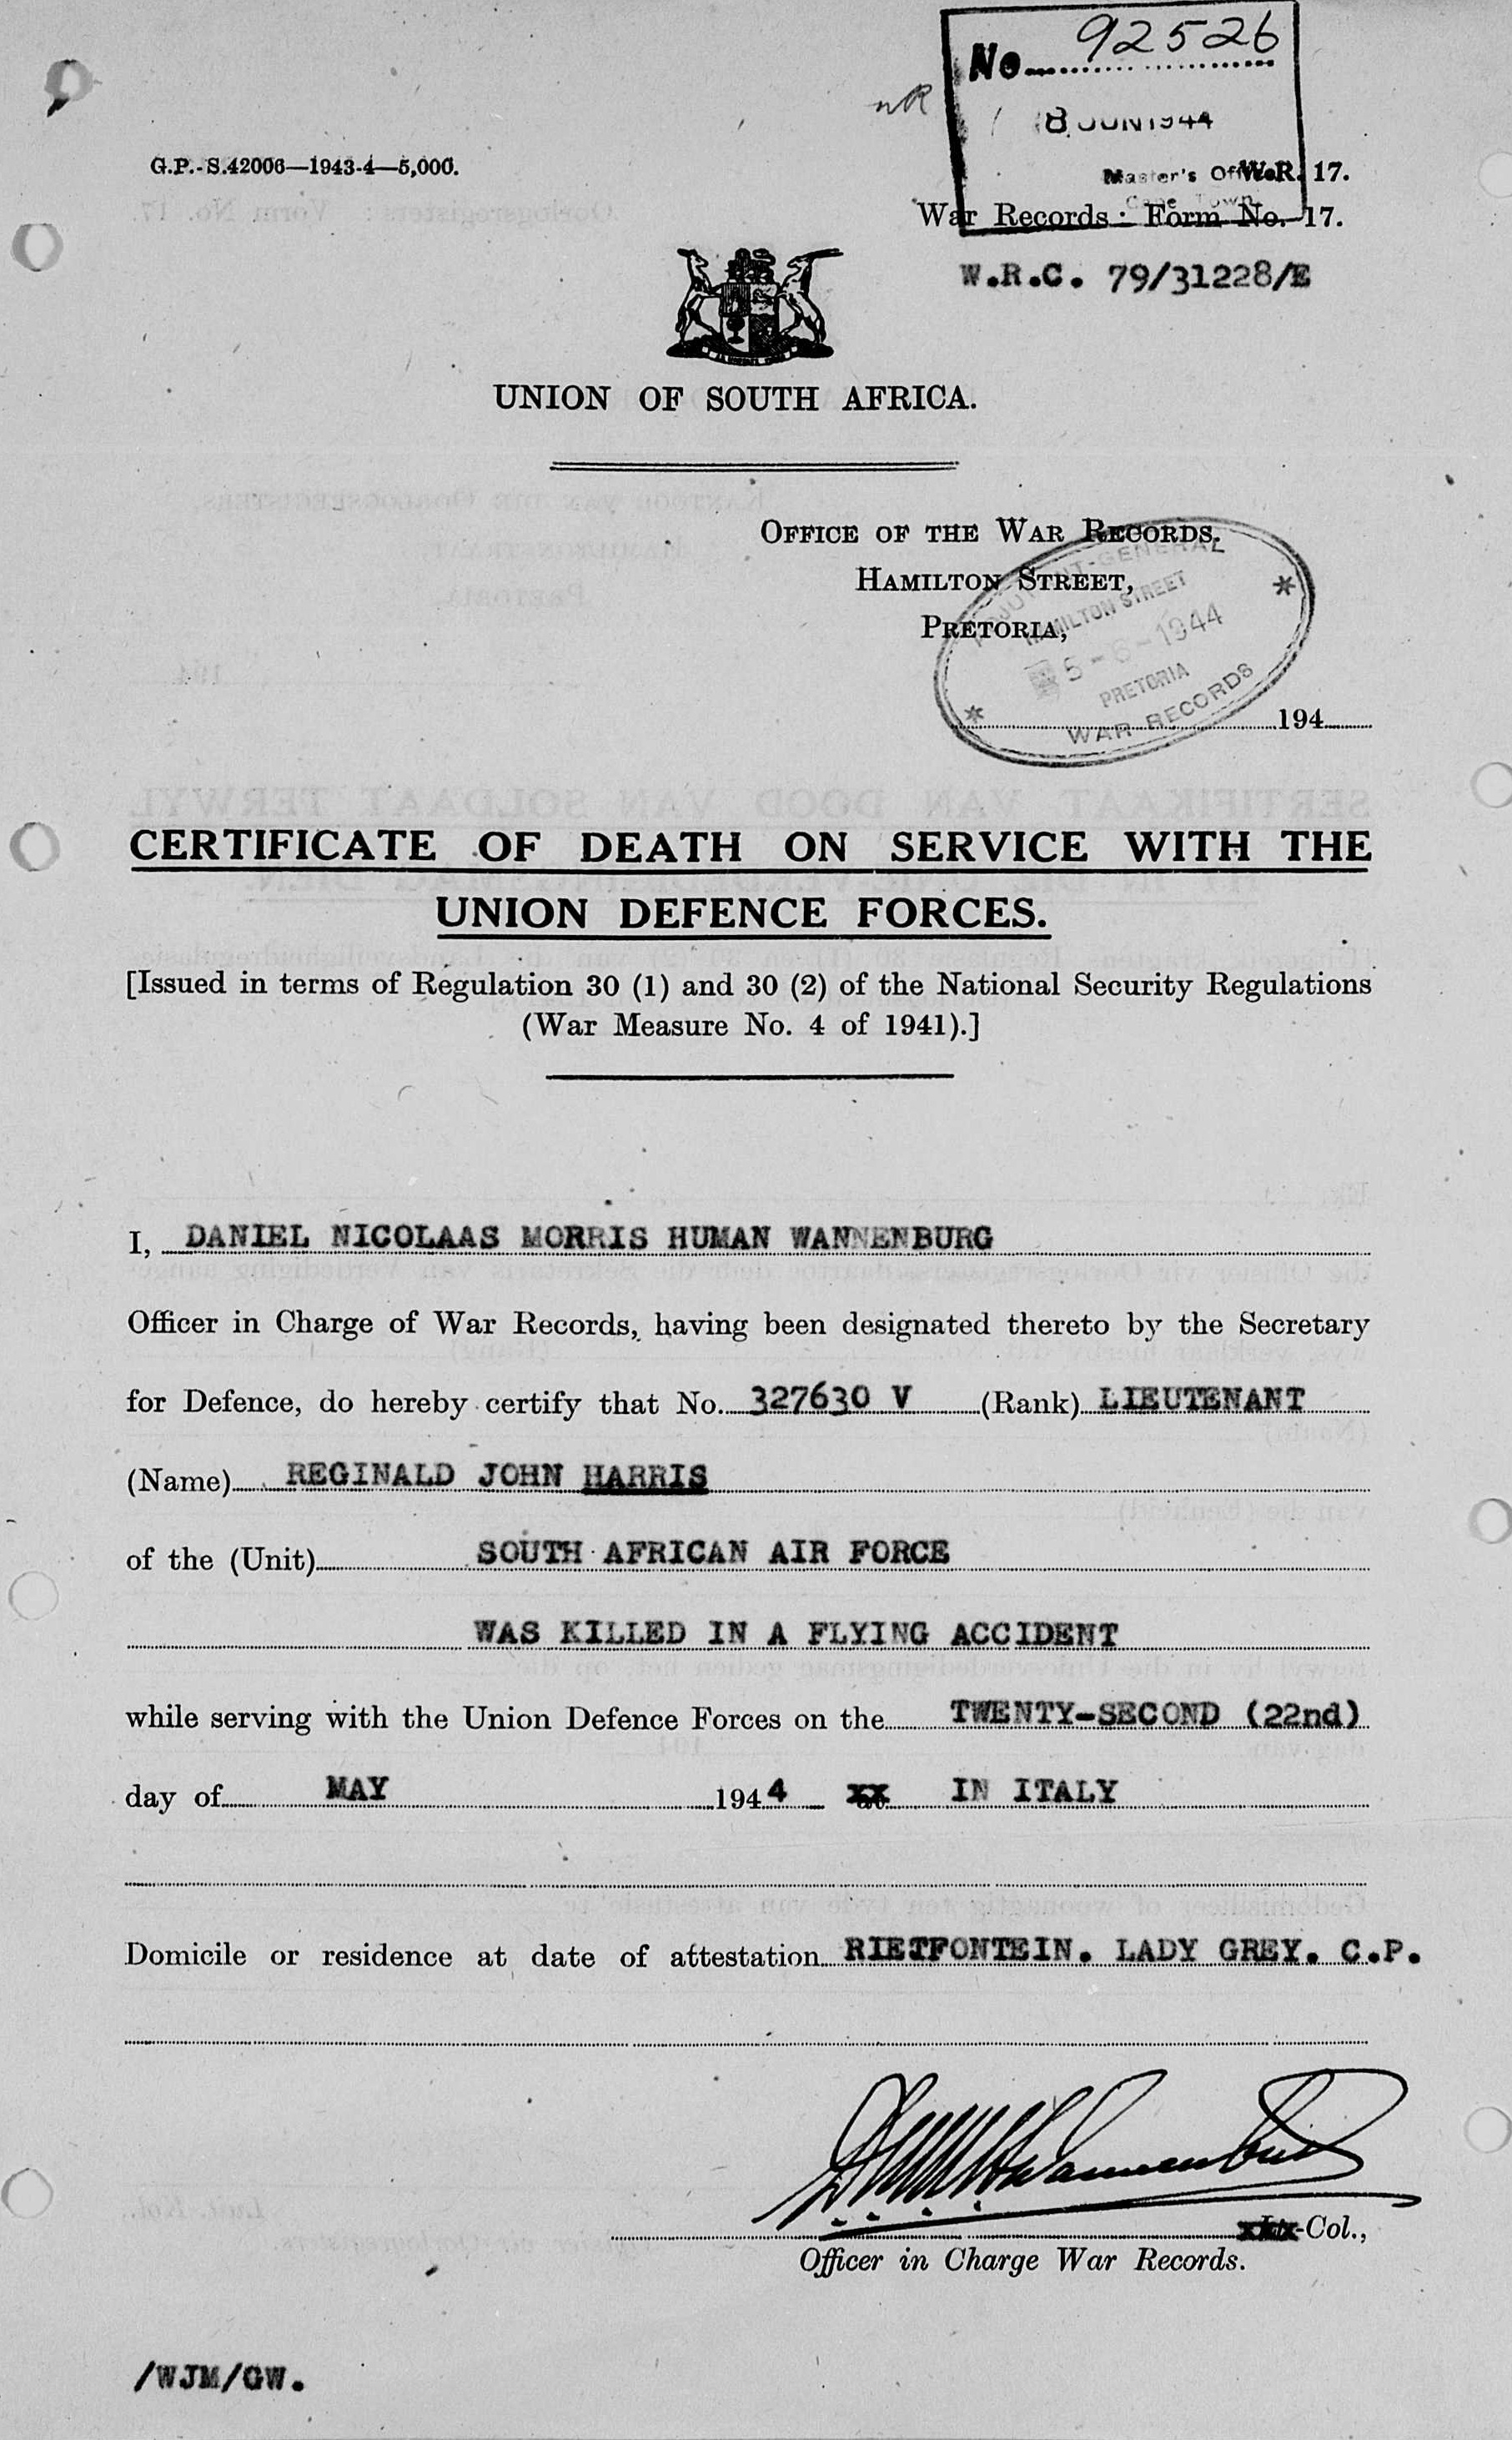 No. 92526
8 JUN 1944
Master's Office
Cape Town
G.P.-S.42006—1943-4—5,000.
W.R. 17.
War Records: Form No. 17.
W.R.C. 79/31228/E
UNION OF SOUTH AFRICA.
OFFICE OF THE WAR RECORDS.
HAMILTON STREET,
PRETORIA,
ADJUTANT-GENERAL
HAMILTON STREET
5-6-1944
PRETORIA
WAR RECORDS
194
CERTIFICATE OF DEATH ON SERVICE WITH THE
UNION DEFENCE FORCES.
[Issued in terms of Regulation 30 (1) and 30 (2) of the National Security Regulations
(War Measure No. 4 of 1941).]
I, DANIEL NICOLAAS MORRIS HUMAN WANNENBURG
Officer in Charge of War Records, having been designated thereto by the Secretary
for Defence, do hereby certify that No. 327630 V (Rank) LIEUTENANT
(Name) REGINALD JOHN HARRIS
of the (Unit) SOUTH AFRICAN AIR FORCE
WAS KILLED IN A FLYING ACCIDENT
while serving with the Union Defence Forces on the TWENTY-SECOND (22nd)
day of MAY 1944 IN ITALY
Domicile or residence at date of attestation RIETFONTEIN. LADY GREY. C.P.
-Col.,
Officer in Charge War Records.
/WJM/GW.